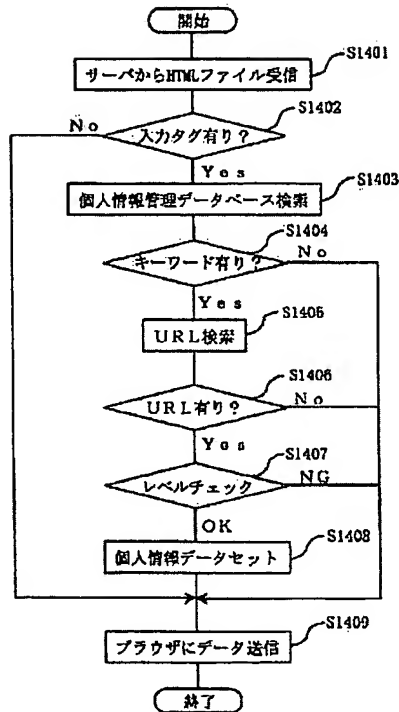 開始
サーバからHTMLファイル受信
S1401
S1402
No
入力タグ有り?
Yes
S1403
個人情報管理データベース検索
S1404
キーワード有り?
No
Yes
S1405
URL検索
S1406
URL有り?
No
Yes
S1407
レベルチェック
NG
OK
S1408
個人情報データセット
S1409
ブラウザにデータ送信
終了